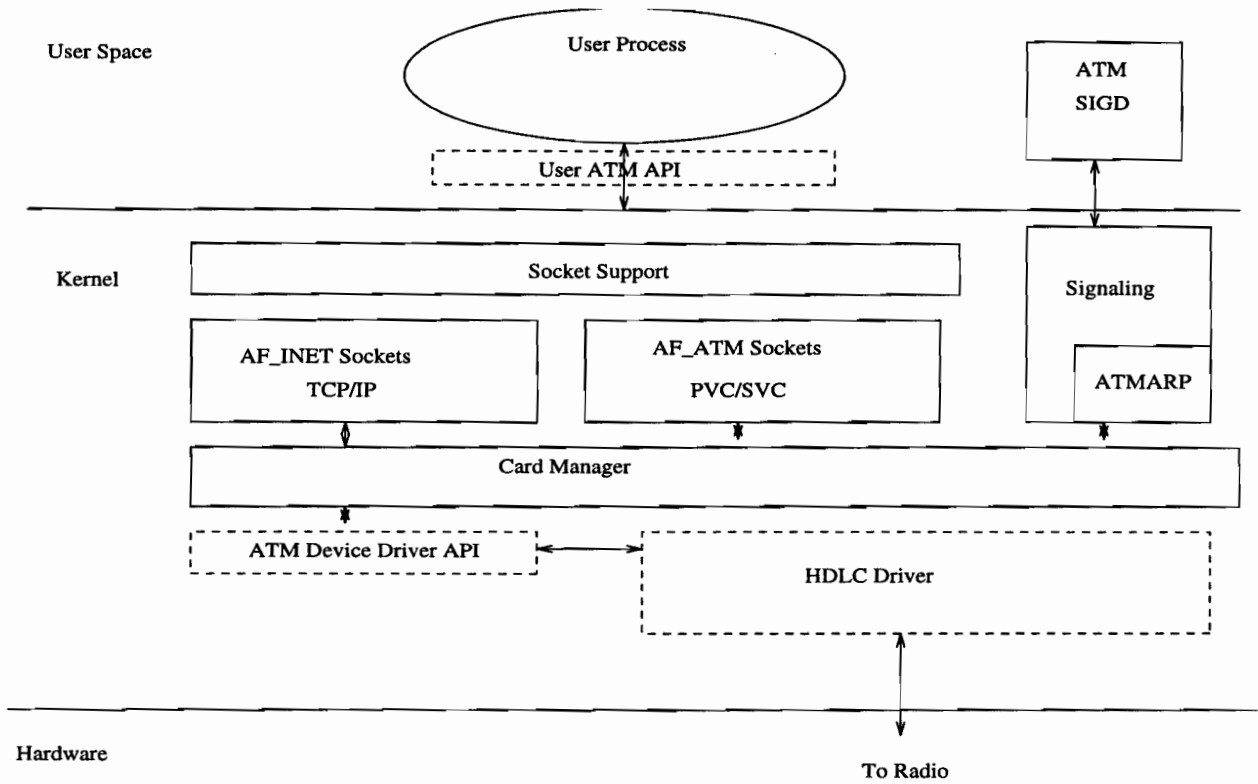 User Space
User Process
ATM
SIGD
User ATM API
Kernel
Socket Support
Signaling
AF_INET Sockets
TCP/IP
AF_ATM Sockets
PVC/SVC
ATMARP
Card Manager
ATM Device Driver API
HDLC Driver
Hardware
To Radio